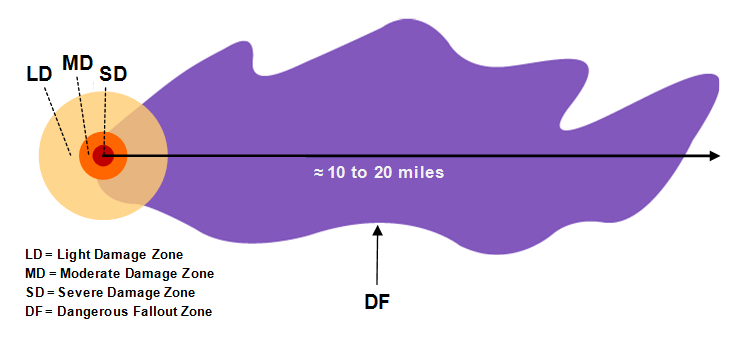 LD
MD
SD
≈ 10 to 20 miles
LD = Light Damage Zone
MD = Moderate Damage Zone
SD = Severe Damage Zone
DF = Dangerous Fallout Zone
DF